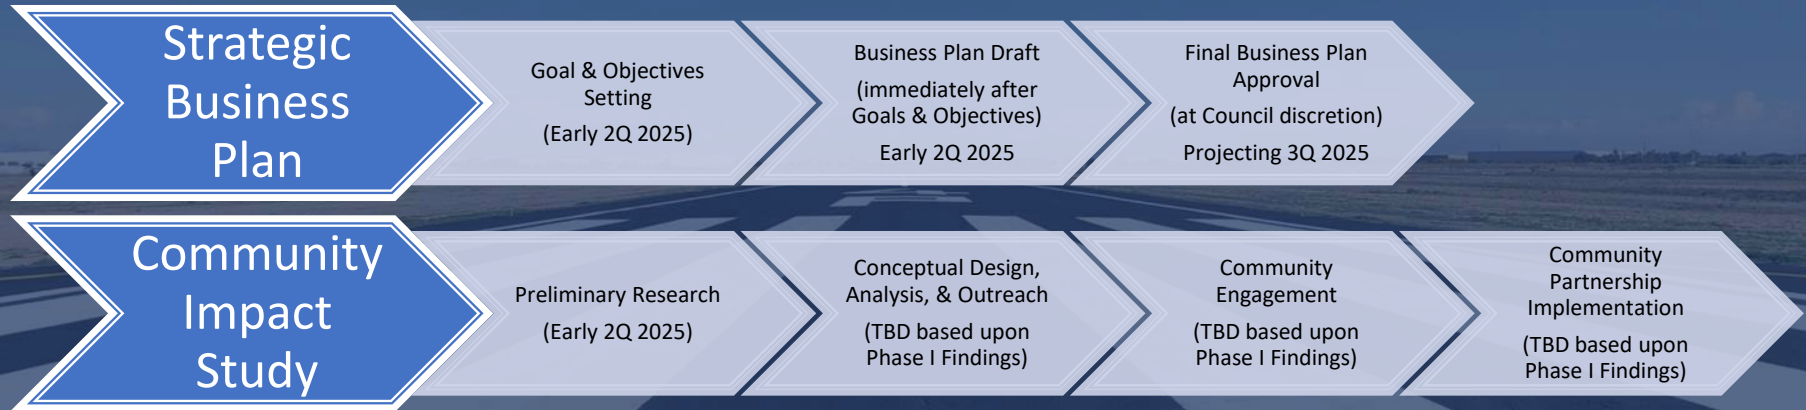 Strategic
Business
Plan
Goal & Objectives
Setting
(Early 2Q 2025)
Business Plan Draft
(immediately after
Goals & Objectives)
Early 2Q 2025
Final Business Plan
Approval
(at Council discretion)
Projecting 3Q 2025
Community
Impact
Study
Preliminary Research
(Early 2Q 2025)
Conceptual Design,
Analysis, & Outreach
(TBD based upon
Phase I Findings)
Community
Engagement
(TBD based upon
Phase I Findings)
Community
Partnership
Implementation
(TBD based upon
Phase I Findings)